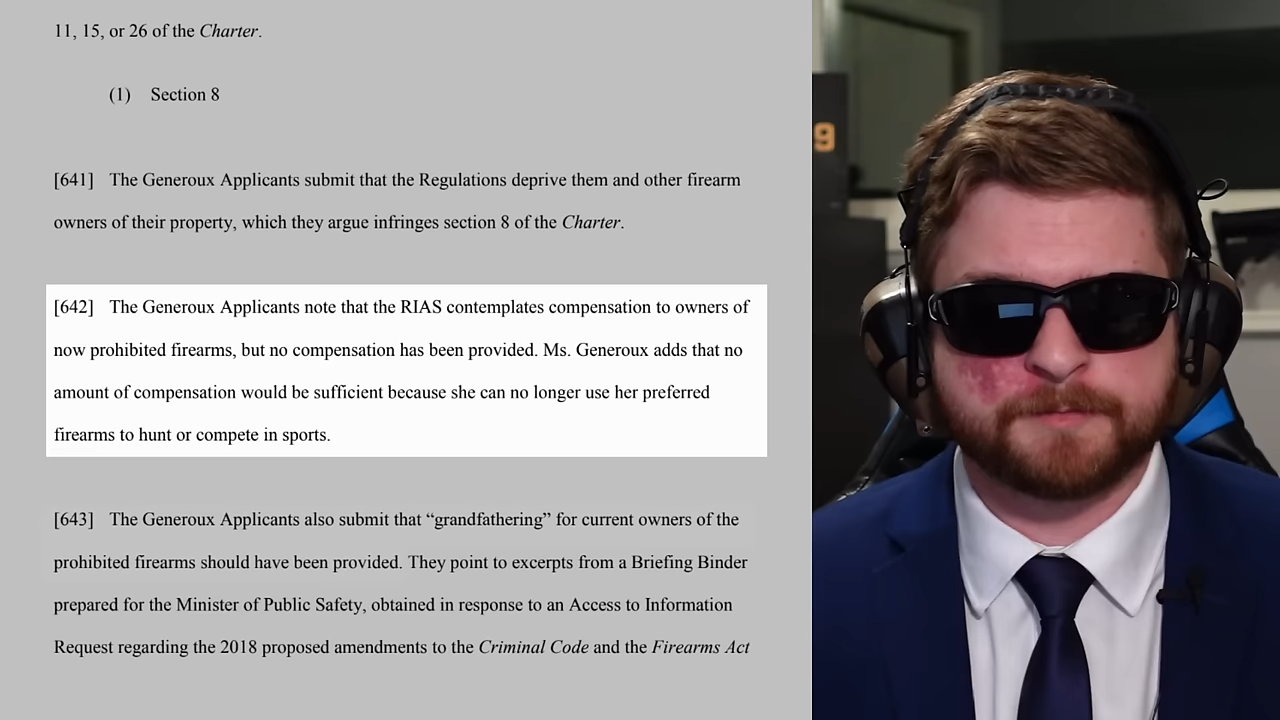 11, 15, or 26 of the Charter.
(1) Section 8
[641] The Generoux Applicants submit that the Regulations deprive them and other firearm
owners of their property, which they argue infringes section 8 of the Charter.
[642] The Generoux Applicants note that the RIAS contemplates compensation to owners of
now prohibited firearms, but no compensation has been provided. Ms. Generoux adds that no
amount of compensation would be sufficient because she can no longer use her preferred
firearms to hunt or compete in sports.
[643] The Generoux Applicants also submit that “grandfathering” for current owners of the
prohibited firearms should have been provided. They point to excerpts from a Briefing Binder
prepared for the Minister of Public Safety, obtained in response to an Access to Information
Request regarding the 2018 proposed amendments to the Criminal Code and the Firearms Act
9